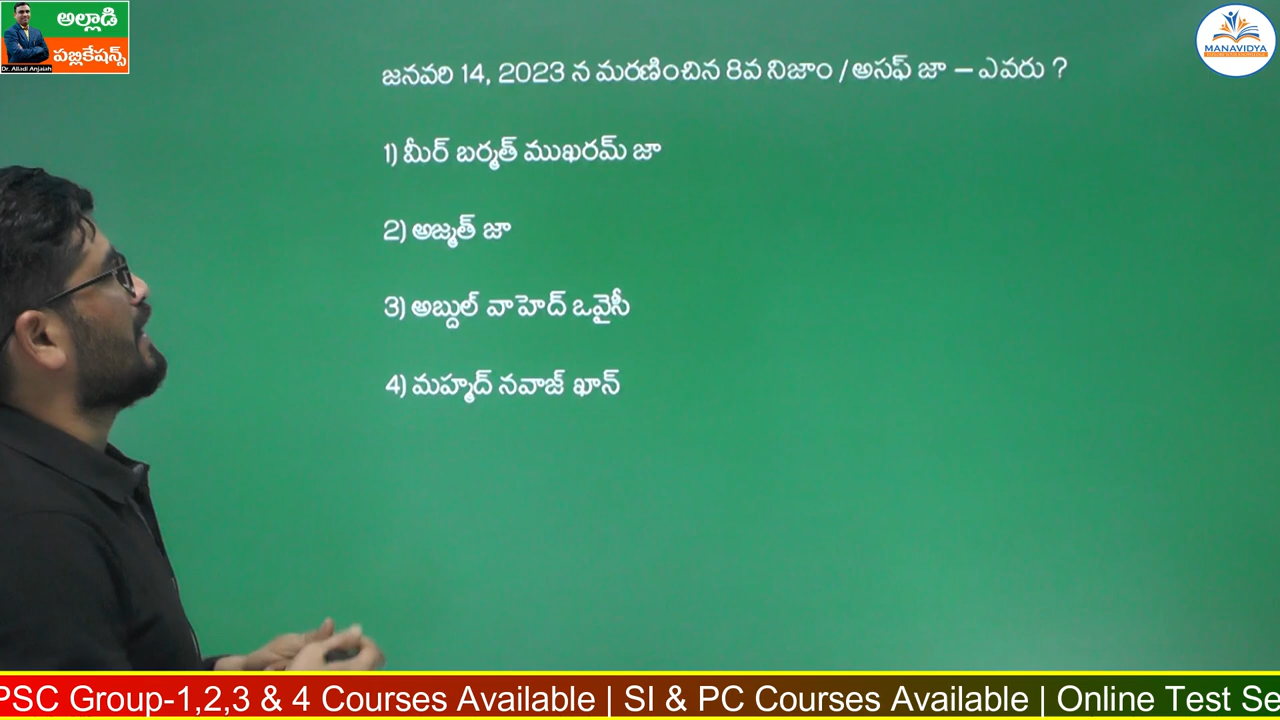 అల్లాడి
పబ్లికేషన్స్
Dr. Alladi Anjaiah
MANAVIDYA
జనవరి 14, 2023 న మరణించిన 8వ నిజాం / అసఫ్ జా – ఎవరు ?
1) మీర్ బర్మత్ ముఖరమ్ జా
2) అజ్మత్ జా
3) అబ్దుల్ వాహెద్ ఒవైసీ
4) మహ్మద్ నవాజ్ ఖాన్
PSC Group-1,2,3 & 4 Courses Available | SI & PC Courses Available | Online Test Se